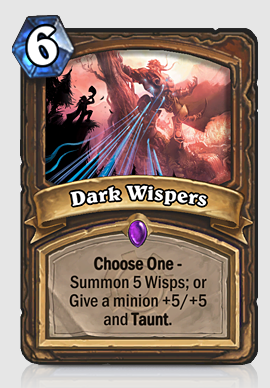 6
Dark Wispers
Choose One -
Summon 5 Wisps; or
Give a minion +5/+5
and Taunt.